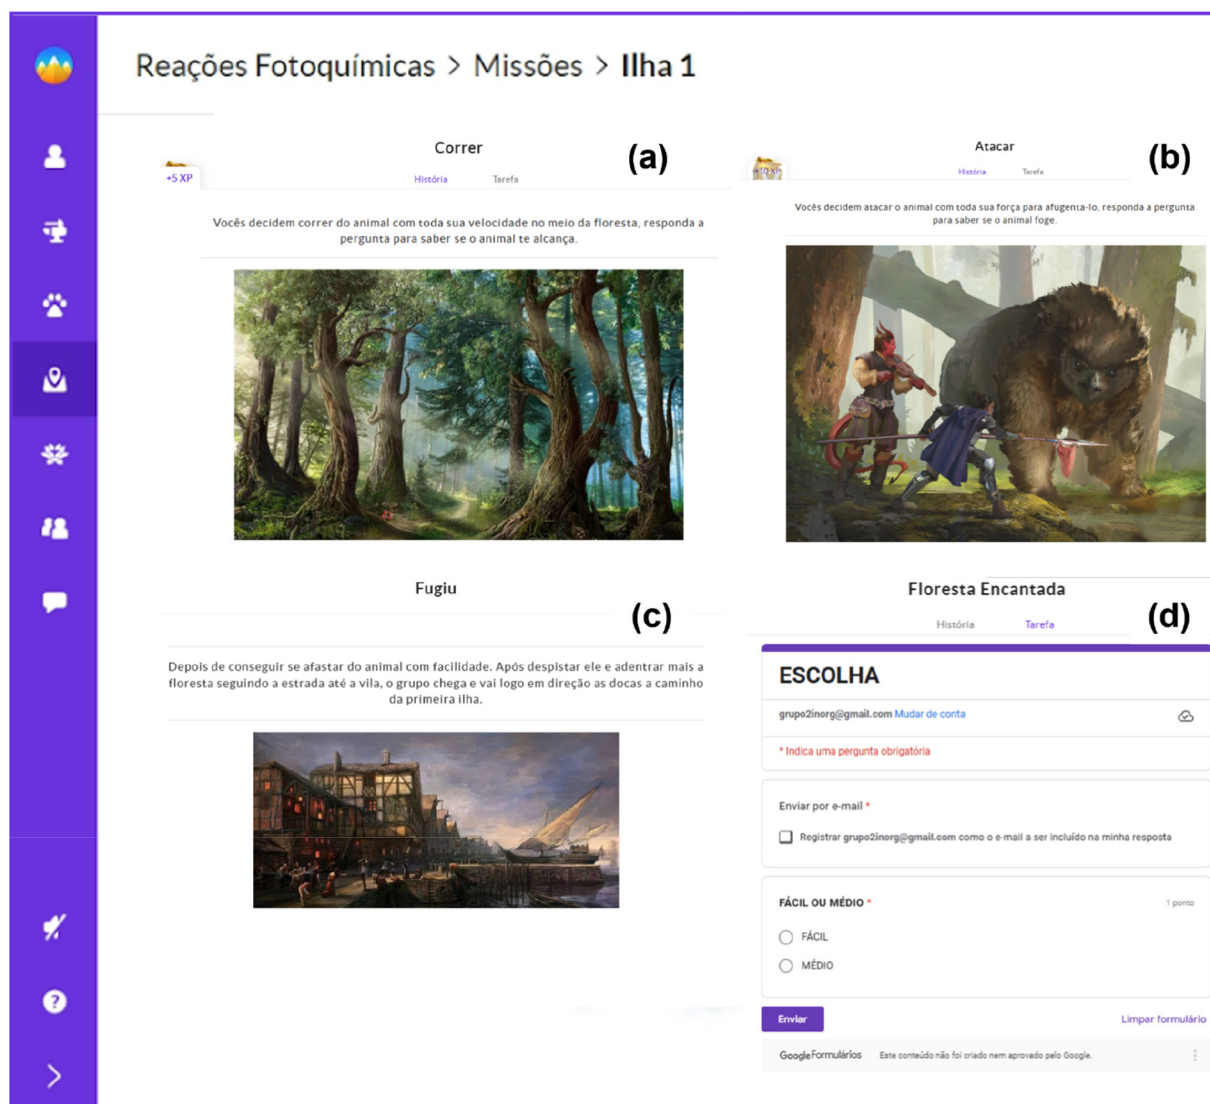 Reações Fotoquímicas > Missões > Ilha 1
Correr
(a)
+5 XP
História Tarefa
Vocês decidem correr do animal com toda sua velocidade no meio da floresta, responda a
pergunta para saber se o animal te alcança.
Atacar
(b)
+10 XP
História Tarefa
Vocês decidem atacar o animal com toda sua força para afugenta-lo, responda a pergunta
para saber se o animal foge.
Fugiu
(c)
Depois de conseguir se afastar do animal com facilidade. Após despistar ele e adentrar mais a
floresta seguindo a estrada até a vila, o grupo chega e vai logo em direção as docas a caminho
da primeira ilha.
Floresta Encantada
(d)
História Tarefa
ESCOLHA
grupo2inorg@gmail.com Mudar de conta
* Indica uma pergunta obrigatória
Enviar por e-mail *
Registrar grupo2inorg@gmail.com como o e-mail a ser incluído na minha resposta
FÁCIL OU MÉDIO *
1 ponto
FÁCIL
MÉDIO
Enviar
Limpar formulário
Google Formulários Este conteúdo não foi criado nem aprovado pelo Google.